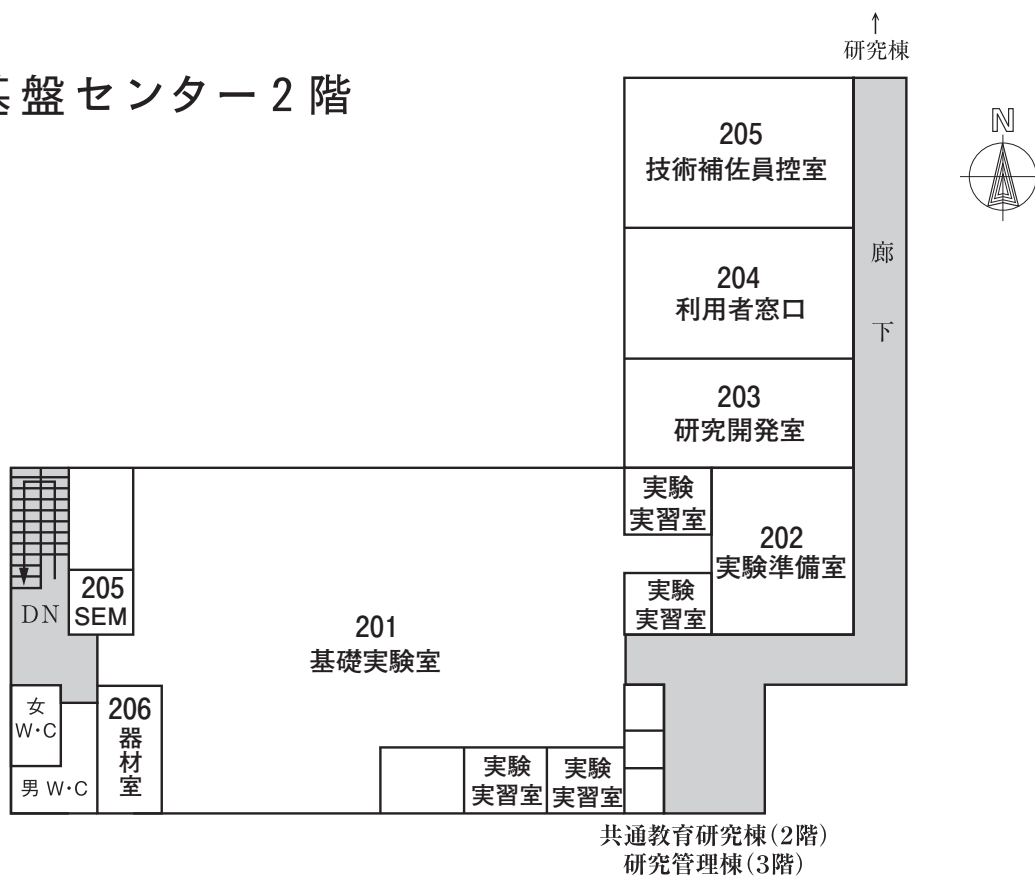 盤センター 2 階
↑
研究棟
N
205
技術補佐員控室
204
利用者窓口
203
研究開発室
廊
下
実験
実習室
202
実験準備室
実験
実習室
205
SEM
DN
201
基礎実験室
女
W・C
男 W・C
206
器
材
室
実験
実習室
実験
実習室
共通教育研究棟(2階)
研究管理棟(3階)